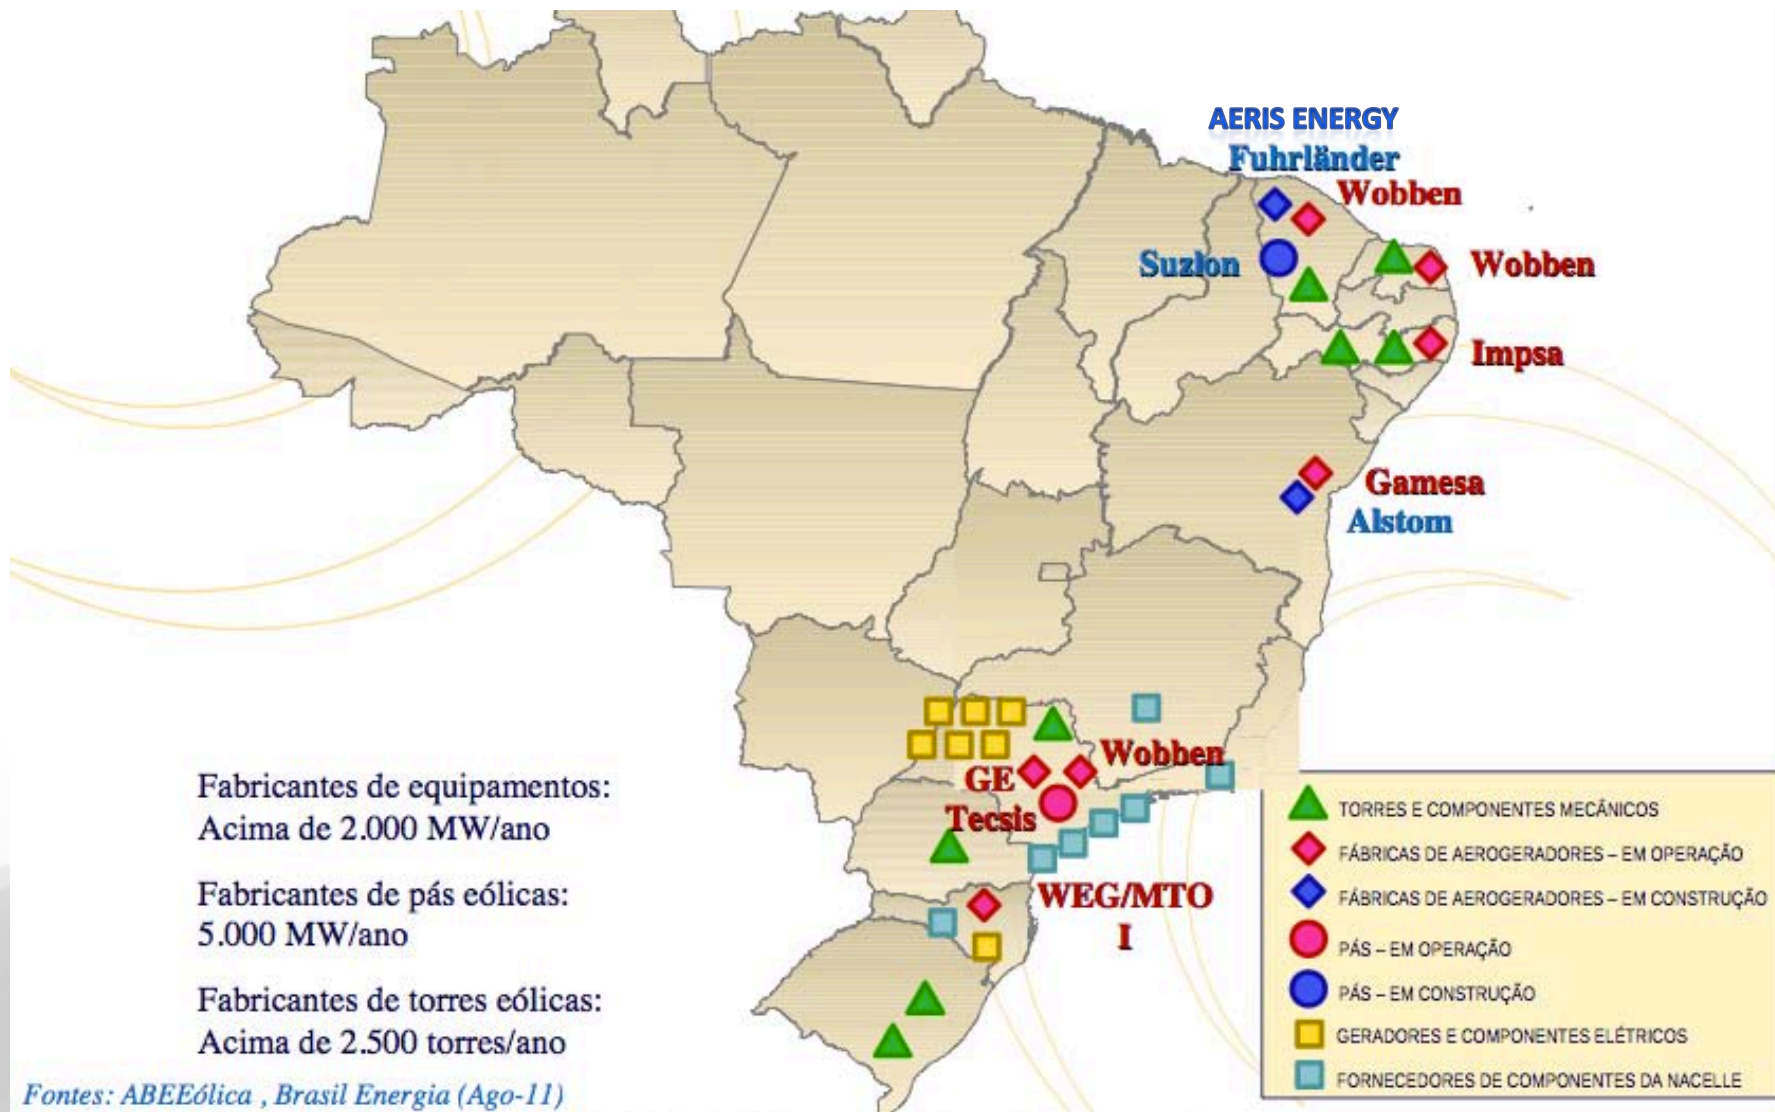 AERIS ENERGY
Fuhrländer
Wobben
Suzlon
Wobben
Impsa
Gamesa
Alstom
Wobben
GE
Tecsis
WEG/MTO
I
Fabricantes de equipamentos:
Acima de 2.000 MW/ano
Fabricantes de pás eólicas:
5.000 MW/ano
Fabricantes de torres eólicas:
Acima de 2.500 torres/ano
Fontes: ABEEólica , Brasil Energia (Ago-11)
TORRES E COMPONENTES MECÂNICOS
FÁBRICAS DE AEROGERADORES – EM OPERAÇÃO
FÁBRICAS DE AEROGERADORES – EM CONSTRUÇÃO
PÁS – EM OPERAÇÃO
PÁS – EM CONSTRUÇÃO
GERADORES E COMPONENTES ELÉTRICOS
FORNECEDORES DE COMPONENTES DA NACELLE